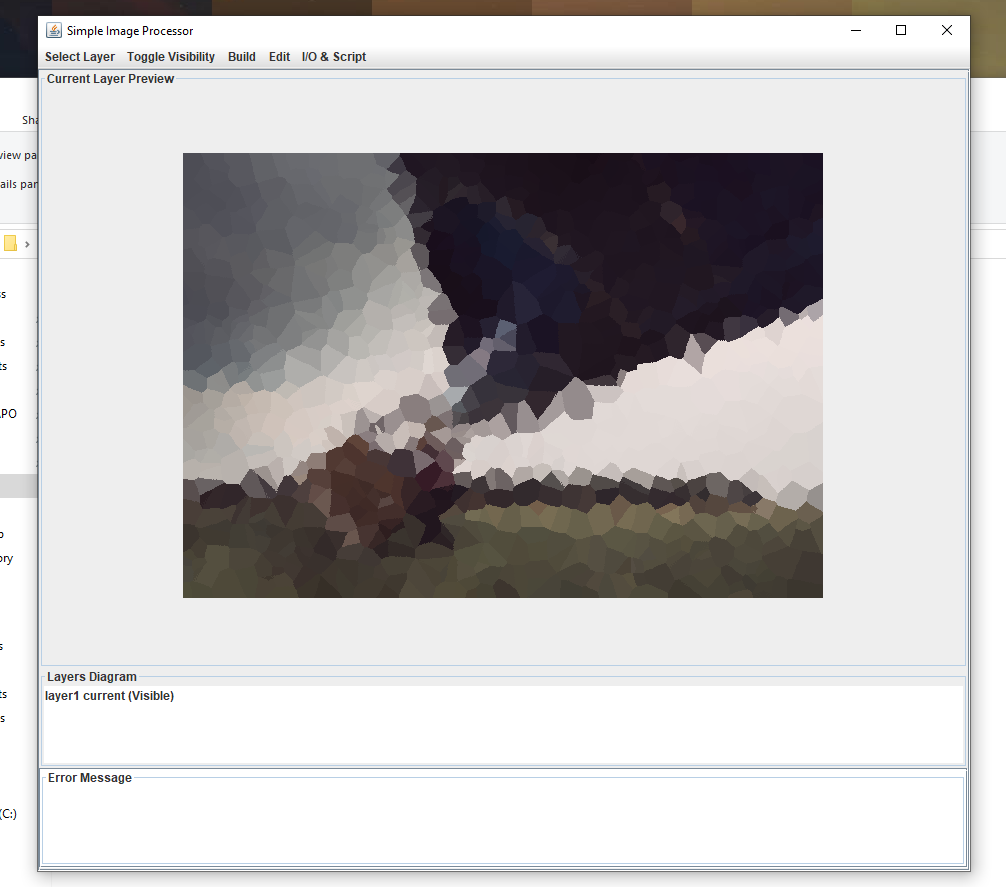 Simple Image Processor
Select Layer Toggle Visibility Build Edit I/O & Script
Current Layer Preview
Layers Diagram
layer1 current (Visible)
Error Message
Sha
view pa
ails par
ss
s
ts
.PO
o
ory
s
ts
s
(C:)